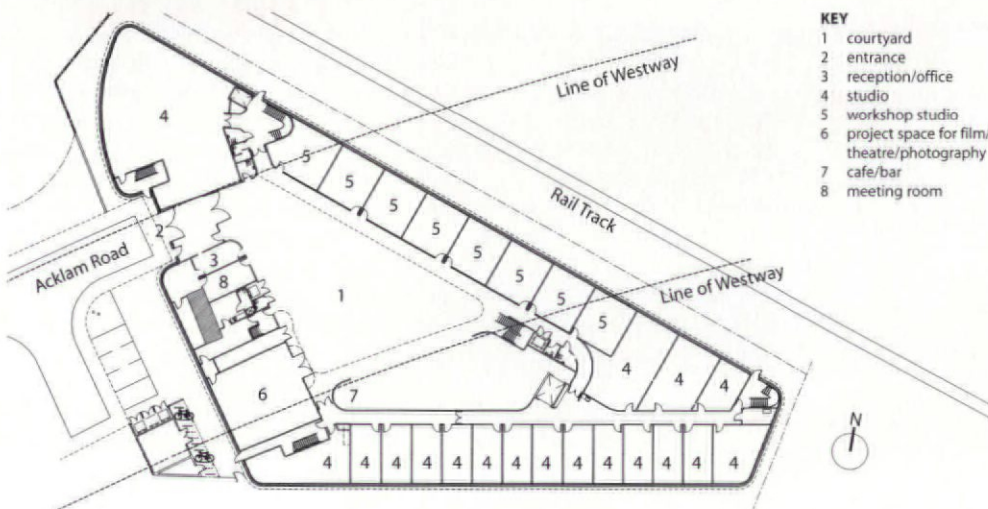 KEY
1 courtyard
2 entrance
3 reception/office
4 studio
5 workshop studio
6 project space for film/
theatre/photography
7 cafe/bar
8 meeting room
Line of Westway
4
5
5
5
5
5
5
5
5
Rail Track
Line of Westway
2
Acklam Road
3
8
1
6
7
4
4
4
N
4 4 4 4 4 4 4 4 4 4 4 4 4 4